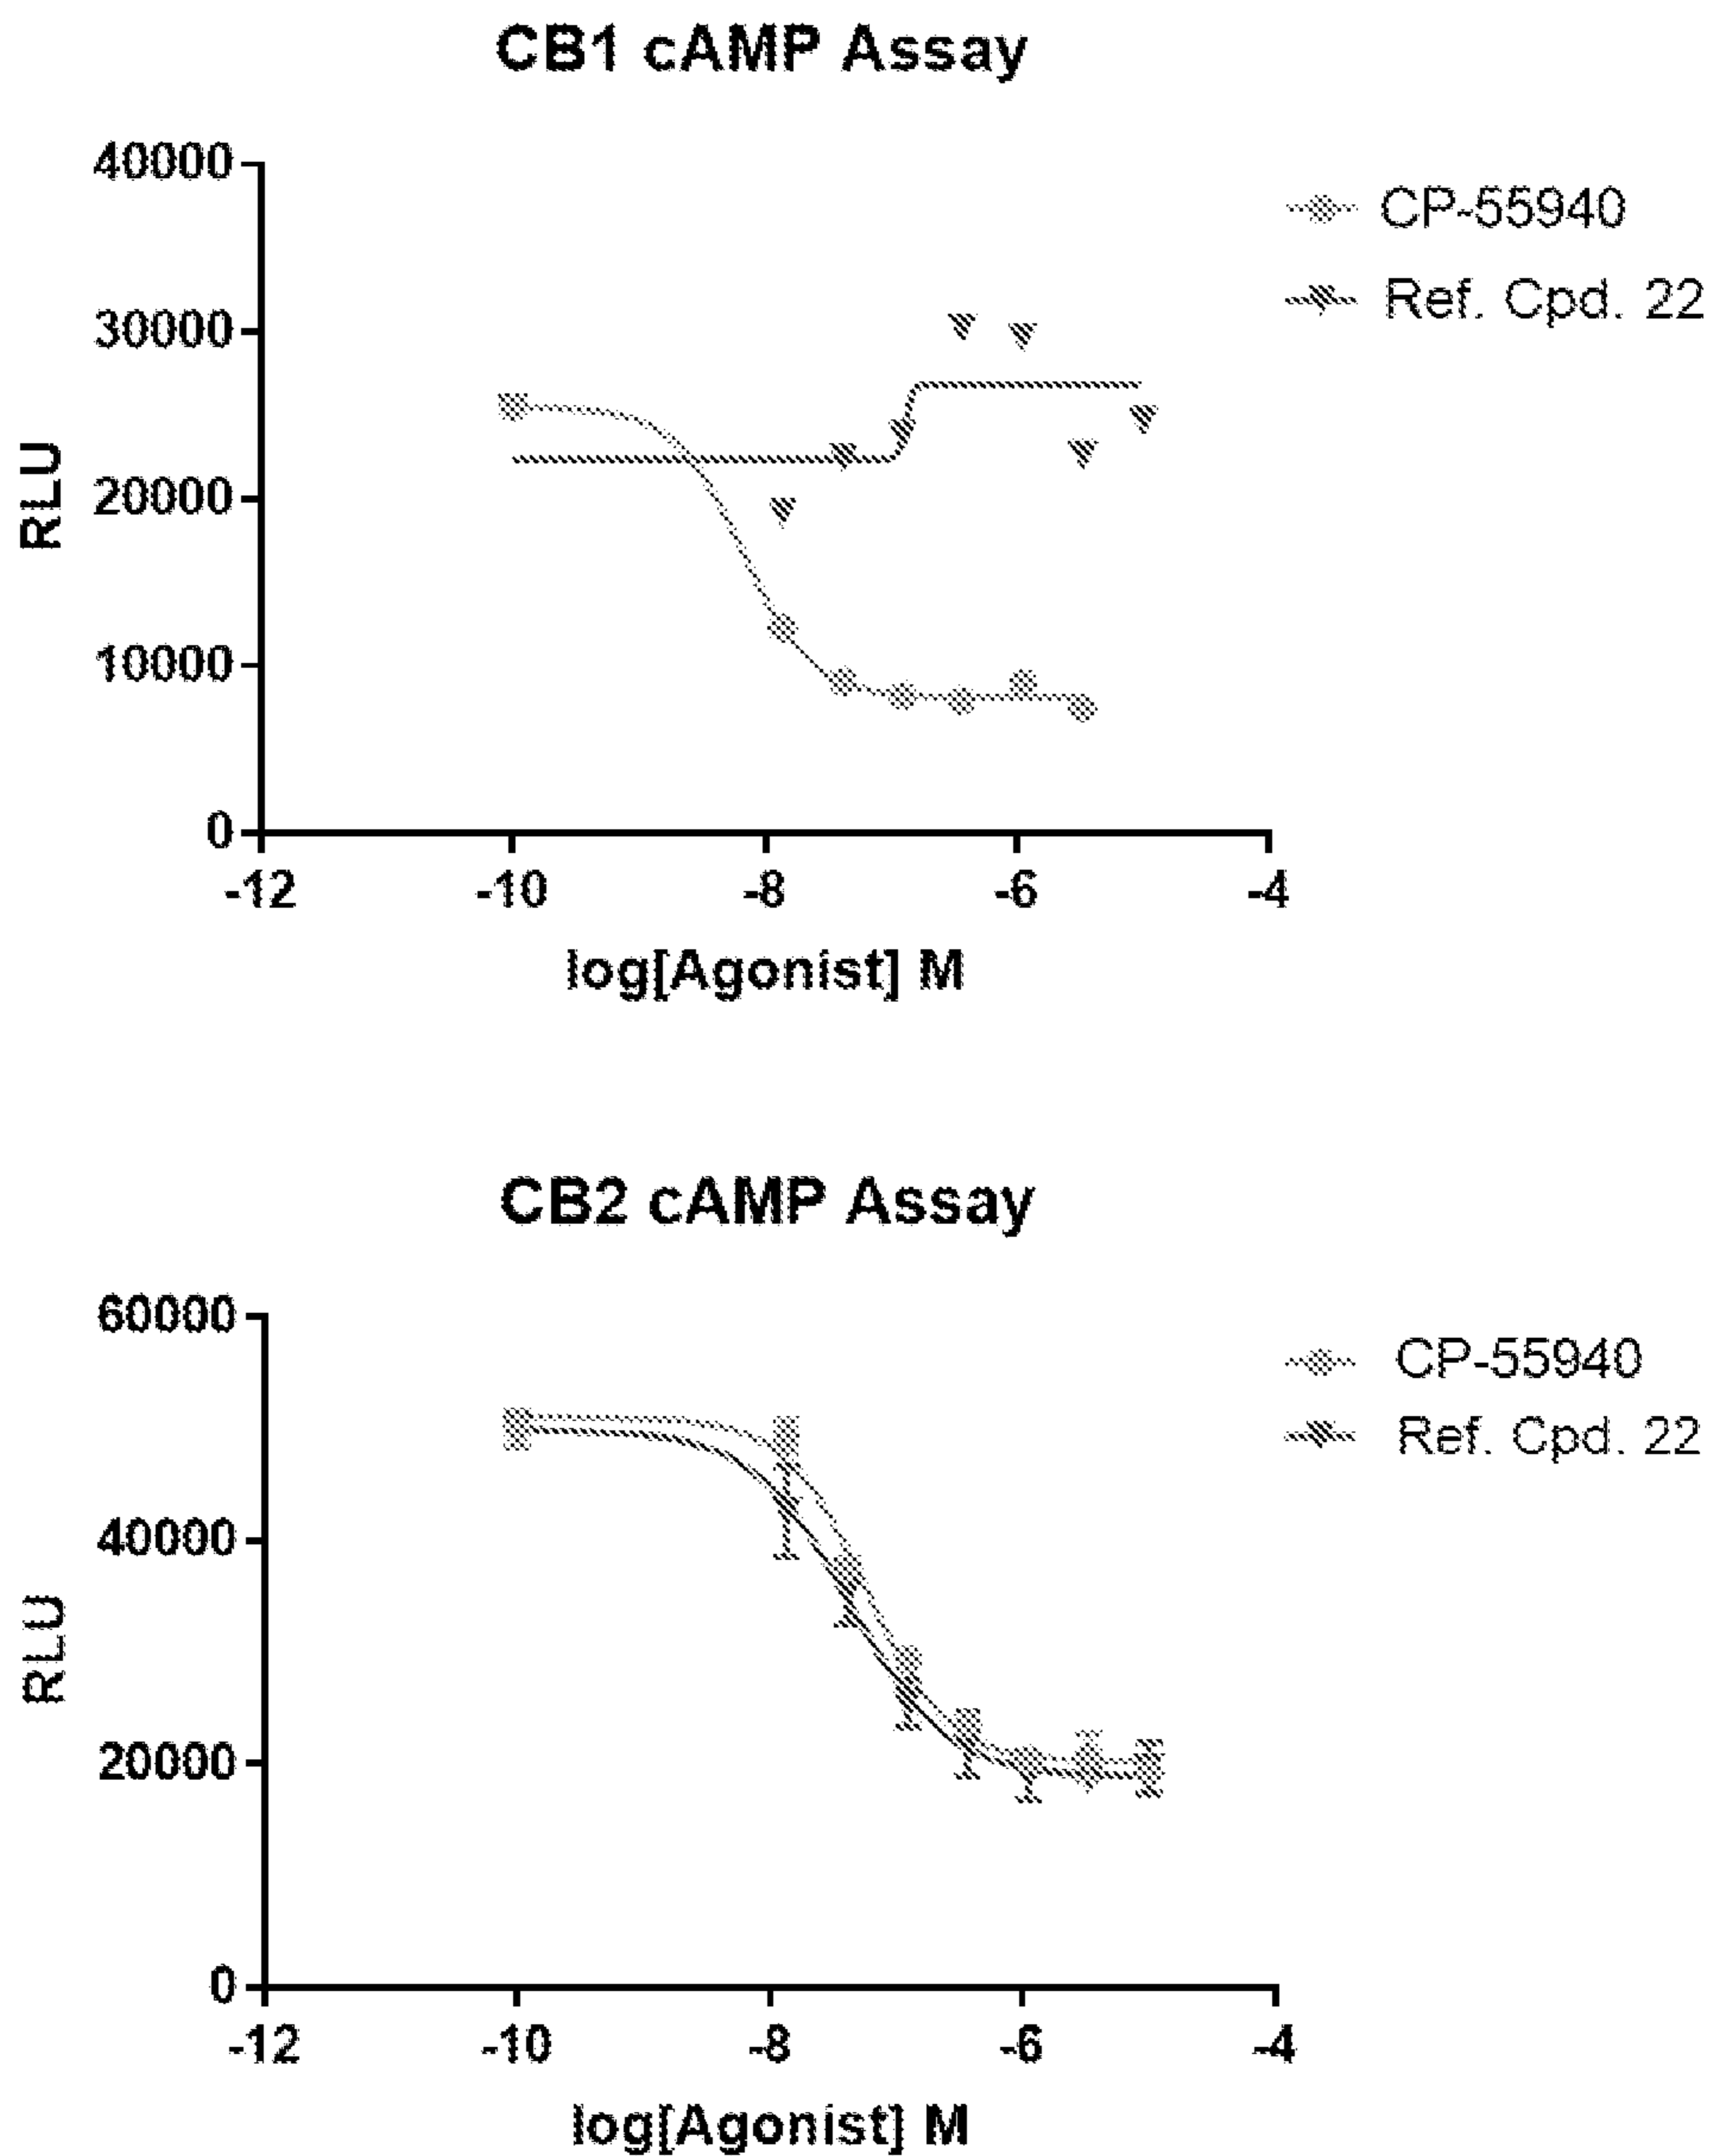 CB1 cAMP Assay
40000
30000
20000
10000
0
RLU
-12
-10
-8
-6
-4
log[Agonist] M
CP-55940
Ref. Cpd. 22
CB2 cAMP Assay
60000
40000
20000
0
RLU
-12
-10
-8
-6
-4
log[Agonist] M
CP-55940
Ref. Cpd. 22